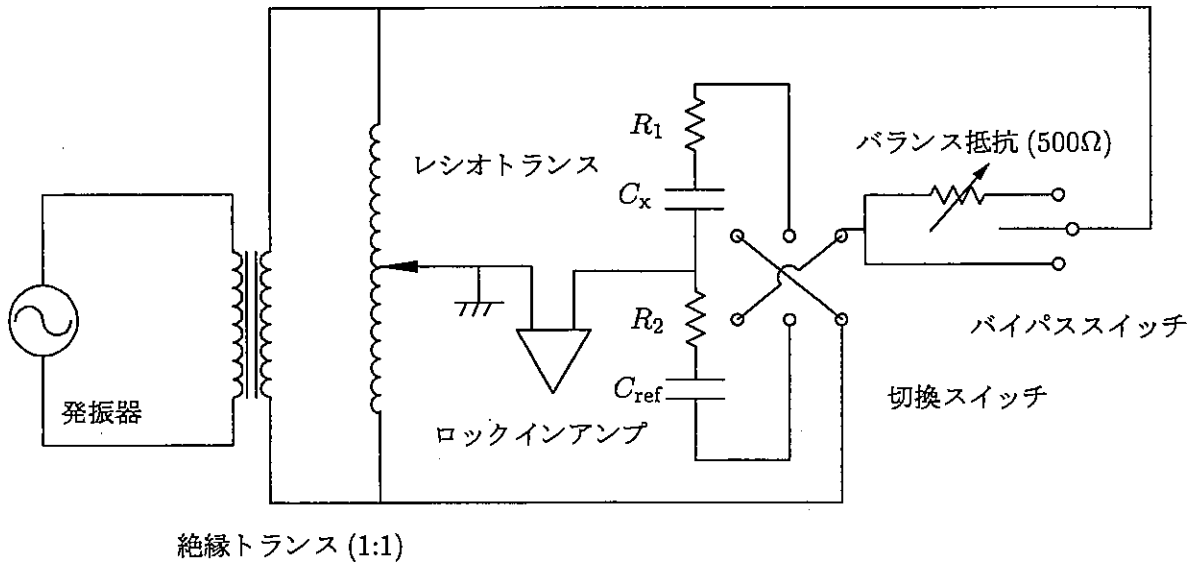 R₁
バランス抵抗 (500Ω)
レシオトランス
Cₓ
R₂
バイパススイッチ
発振器
C_ref
切換スイッチ
ロックインアンプ
絶縁トランス (1:1)